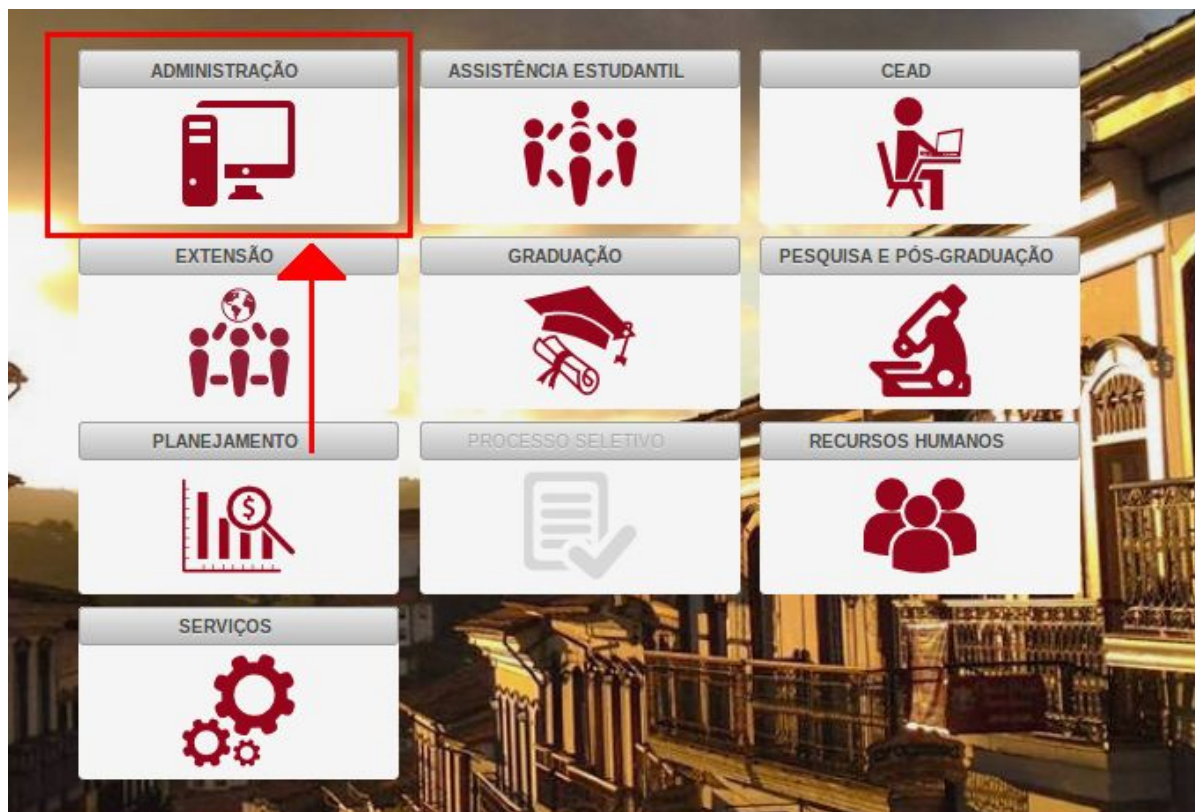 ADMINISTRAÇÃO
ASSISTÊNCIA ESTUDANTIL
CEAD
EXTENSÃO
GRADUAÇÃO
PESQUISA E PÓS-GRADUAÇÃO
PLANEJAMENTO
PROCESSO SELETIVO
RECURSOS HUMANOS
$
SERVIÇOS